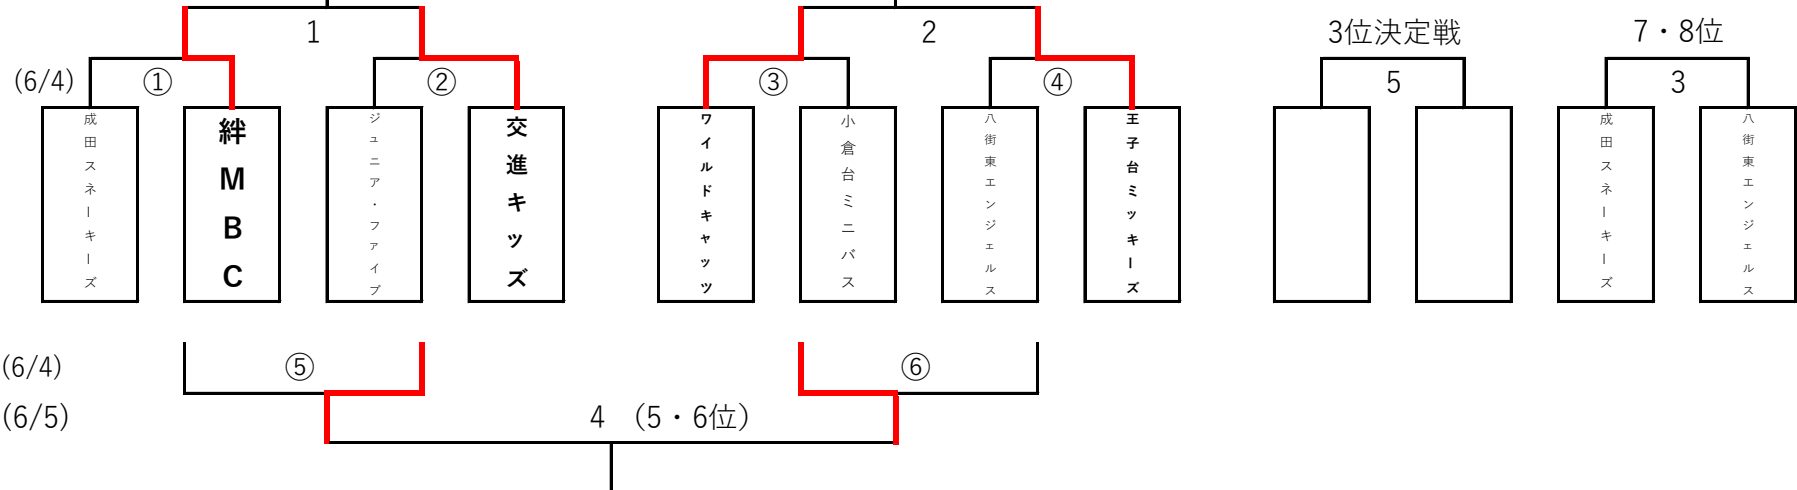 1
2
3位決定戦
7・8位
(6/4)
①
②
③
④
5
3
成田スネーキーズ
絆MBC
ジュニア・ファイブ
交進キッズ
ワイルドキャッツ
小倉台ミニバス
八街東エンジェルス
王子台ミッキーズ
成田スネーキーズ
八街東エンジェルス
(6/4)
⑤
⑥
(6/5)
4 (5・6位)